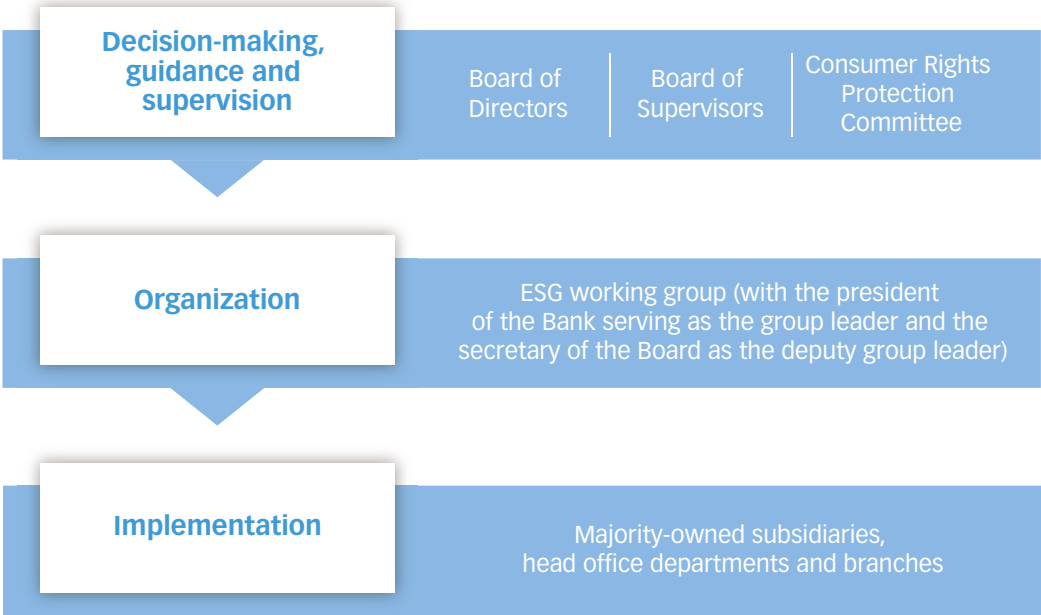 Decision-making,
guidance and
supervision
Board of
Directors
Board of
Supervisors
Consumer Rights
Protection
Committee
Organization
ESG working group (with the president
of the Bank serving as the group leader and the
secretary of the Board as the deputy group leader)
Implementation
Majority-owned subsidiaries,
head office departments and branches